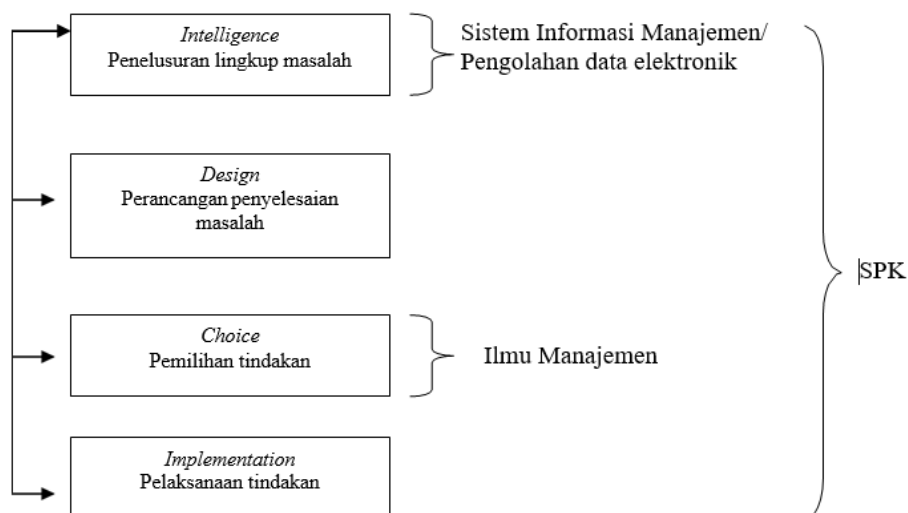 Intelligence
Penelusuran lingkup masalah
Sistem Informasi Manajemen/
Pengolahan data elektronik
Design
Perancangan penyelesaian
masalah
SPK
Choice
Pemilihan tindakan
Ilmu Manajemen
Implementation
Pelaksanaan tindakan